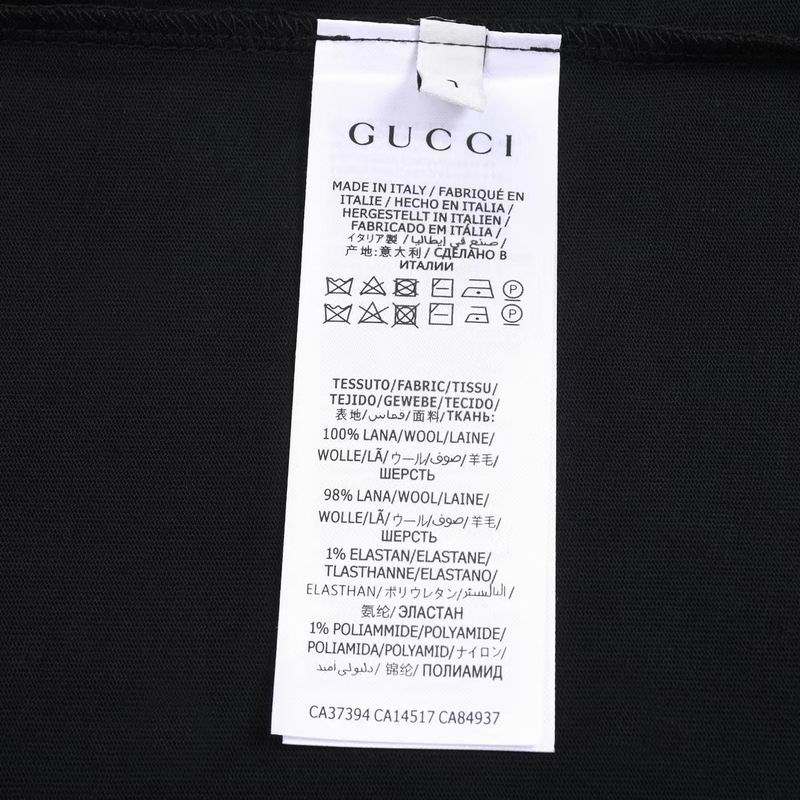 GUCCI
MADE IN ITALY / FABRIQUÉ EN
ITALIE / HECHO EN ITALIA /
HERGESTELLT IN ITALIEN /
FABRICADO EM ITÁLIA /
イタリア製 / صنع في إيطاليا /
产地:意大利 / СДЕЛАНО В
ИТАЛИИ
P
P
TESSUTO/FABRIC/TISSU/
TEJIDO/GEWEBE/TECIDO/
表地/قماس/面料/ТКАНЬ:
100% LANA/WOOL/LAINE/
WOLLE/LÃ/ウール/صوف/羊毛/
ШЕРСТЬ
98% LANA/WOOL/LAINE/
WOLLE/LÃ/ウール/صوف/羊毛/
ШЕРСТЬ
1% ELASTAN/ELASTANE/
TLASTHANNE/ELASTANO/
ELASTHAN/ポリウレタン/
氨纶/ЭЛАСТАН
1% POLIAMMIDE/POLYAMIDE/
POLIAMIDA/POLYAMID/ナイロン/
锦纶/ ПОЛИАМИД
CA37394 CA14517 CA84937